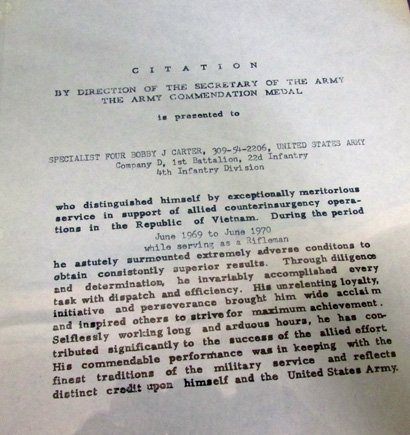 CITATION
BY DIRECTION OF THE SECRETARY OF THE ARMY
THE ARMY COMMENDATION MEDAL
is presented to
SPECIALIST FOUR BOBBY J CARTER, 309-54-2206, UNITED STATES ARMY
Company D, 1st Battalion, 22d Infantry
4th Infantry Division
who distinguished himself by exceptionally meritorious
service in support of allied counterinsurgency opera-
tions in the Republic of Vietnam. During the period
June 1969 to June 1970
while serving as a Rifleman
he astutely surmounted extremely adverse conditons to
obtain consistently superior results. Through diligence
and determination, he invariably accomplished every
task with dispatch and efficiency. His unrelenting loyalty,
initiative and perseverance brought him wide acclaim
and inspired others to strive for maximum achievement.
Selflessly working long and arduous hours, he has con-
tributed significantly to the success of the allied effort.
His commendable performance was in keeping with the
finest traditions of the military service and reflects
distinct credit upon himself and the United States Army.